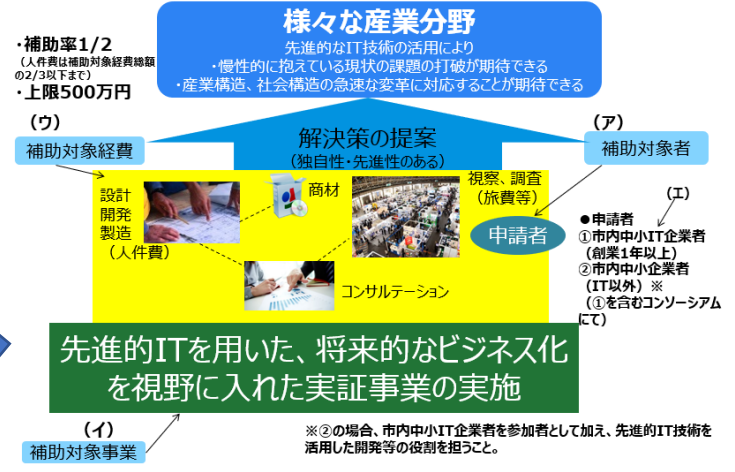 様々な産業分野
先進的なIT技術の活用により
・慢性的に抱えている現状の課題の打破が期待できる
・産業構造、社会構造の急速な変革に対応することが期待できる
・補助率1/2
（人件費は補助対象経費総額
の2/3以下まで）
・上限500万円
（ウ）
補助対象経費
解決策の提案
（独自性・先進性のある）
（ア）
補助対象者
設計
開発
製造
（人件費）
商材
視察、調査
（旅費等）
コンサルテーション
申請者
（エ）
●申請者
①市内中小IT企業者
（創業1年以上）
②市内中小企業者
（IT以外）※
（①を含むコンソーシアム
にて）
先進的ITを用いた、将来的なビジネス化
を視野に入れた実証事業の実施
（イ）
補助対象事業
※②の場合、市内中小IT企業者を参加者として加え、先進的IT技術を
活用した開発等の役割を担うこと。